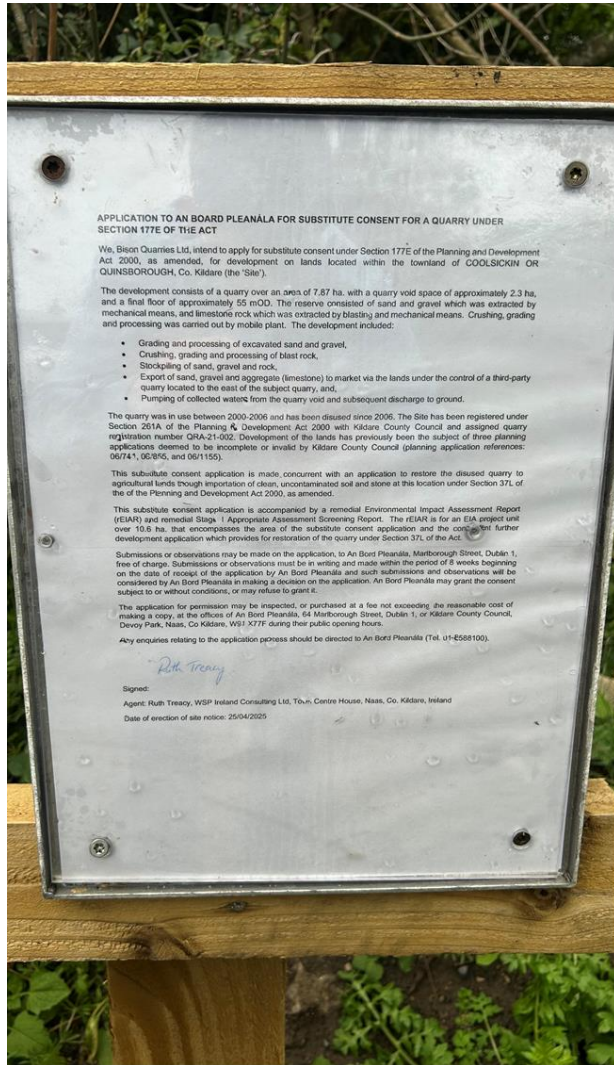 APPLICATION TO AN BOARD PLEANÁLA FOR SUBSTITUTE CONSENT FOR A QUARRY UNDER
SECTION 177E OF THE ACT
We, Bison Quarries Ltd, intend to apply for substitute consent under Section 177E of the Planning and Development
Act 2000, as amended, for development on lands located within the townland of COOLSICKIN OR
QUINSBOROUGH, Co. Kildare (the 'Site').
The development consists of a quarry over an area of 7.87 ha, with a quarry void space of approximately 2.3 ha,
and a final floor of approximately 55 mOD. The reserve consisted of sand and gravel which was extracted by
mechanical means, and limestone rock which was extracted by blasting and mechanical means. Crushing, grading
and processing was carried out by mobile plant. The development included:
• Grading and processing of excavated sand and gravel,
• Crushing, grading and processing of blast rock,
• Stockpiling of sand, gravel and rock,
• Export of sand, gravel and aggregate (limestone) to market via the lands under the control of a third-party
quarry located to the east of the subject quarry, and,
• Pumping of collected waters from the quarry void and subsequent discharge to ground.
The quarry was in use between 2000-2006 and has been disused since 2006. The Site has been registered under
Section 261A of the Planning & Development Act 2000 with Kildare County Council and assigned quarry
registration number QRA-21-002. Development of the lands has previously been the subject of three planning
applications deemed to be incomplete or invalid by Kildare County Council (planning application references:
06/741, 06/855, and 06/1155).
This substitute consent application is made concurrent with an application to restore the disused quarry to
agricultural lands though importation of clean, uncontaminated soil and stone at this location under Section 37L of
the of the Planning and Development Act 2000, as amended.
This substitute consent application is accompanied by a remedial Environmental Impact Assessment Report
(rEIAR) and remedial Stage 1 Appropriate Assessment Screening Report. The rEIAR is for an EIA project unit
over 10.6 ha. that encompasses the area of the substitute consent application and the further
development application which provides for restoration of the quarry under Section 37L of the Act.
Submissions or observations may be made on the application, to An Bord Pleanála, Marlborough Street, Dublin 1,
free of charge. Submissions or observations must be in writing and made within the period of 8 weeks beginning
on the date of receipt of the application by An Bord Pleanála and such submissions and observations will be
considered by An Bord Pleanála in making a decision on the application. An Bord Pleanála may grant the consent
subject to or without conditions, or may refuse to grant it.
The application for permission may be inspected, or purchased at a fee not exceeding the reasonable cost of
making a copy, at the offices of An Bord Pleanála, 64 Marlborough Street, Dublin 1, or Kildare County Council,
Devoy Park, Naas, Co Kildare, W91 X77F during their public opening hours.
Any enquiries relating to the application process should be directed to An Bord Pleanála (Tel. 01-8588100).
Ruth Treacy
Signed:
Agent: Ruth Treacy, WSP Ireland Consulting Ltd, Town Centre House, Naas, Co. Kildare, Ireland
Date of erection of site notice: 25/04/2025